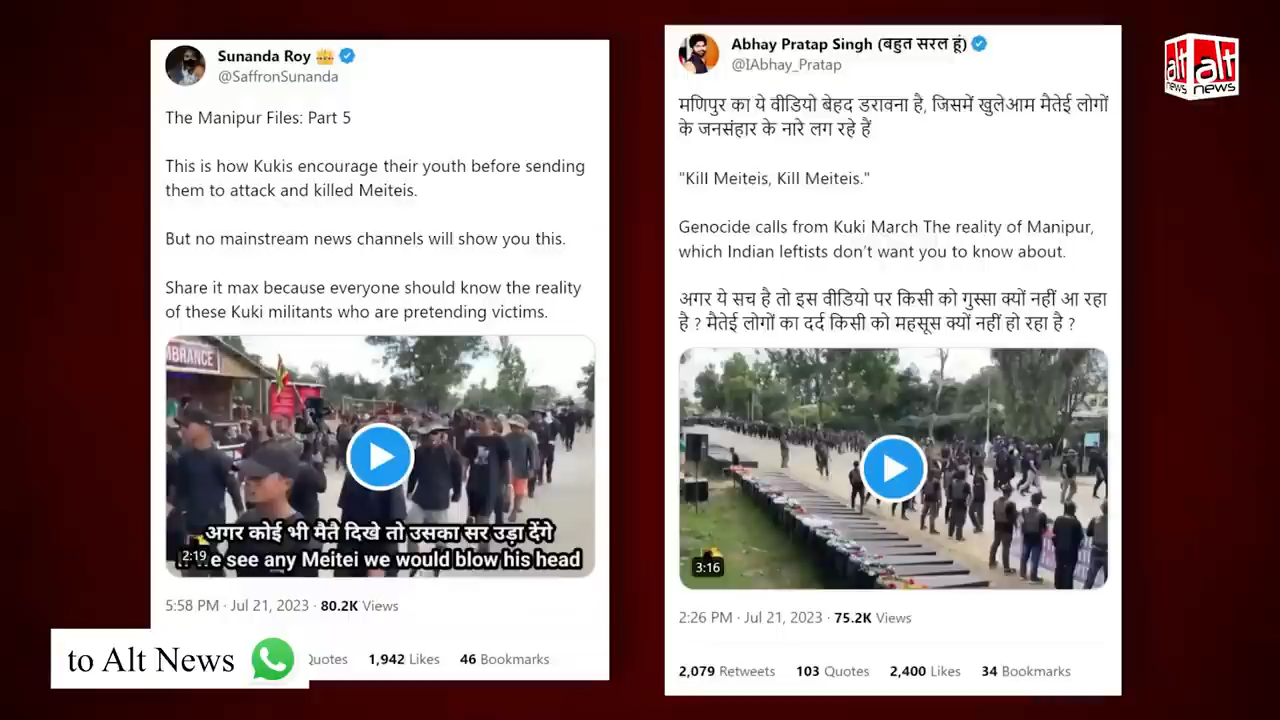 Sunanda Roy
@SaffronSunanda
The Manipur Files: Part 5
This is how Kukis encourage their youth before sending
them to attack and killed Meiteis.
But no mainstream news channels will show you this.
Share it max because everyone should know the reality
of these Kuki militants who are pretending victims.
MBRANCE
अगर कोई भी मैतै दिखे तो उसका सर उड़ा देंगे
2:19
we see any Meitei we would blow his head
5:58 PM · Jul 21, 2023 · 80.2K Views
Quotes 1,942 Likes 46 Bookmarks
to Alt News
Abhay Pratap Singh (बहुत सरल हूं)
@IAbhay_Pratap
मणिपुर का ये वीडियो बेहद डरावना है, जिसमें खुलेआम मैतेई लोगों
के जनसंहार के नारे लग रहे हैं
"Kill Meiteis, Kill Meiteis."
Genocide calls from Kuki March The reality of Manipur,
which Indian leftists don’t want you to know about.
अगर ये सच है तो इस वीडियो पर किसी को गुस्सा क्यों नहीं आ रहा
है ? मैतेई लोगों का दर्द किसी को महसूस क्यों नहीं हो रहा है ?
3:16
2:26 PM · Jul 21, 2023 · 75.2K Views
2,079 Retweets 103 Quotes 2,400 Likes 34 Bookmarks
alt alt
news news